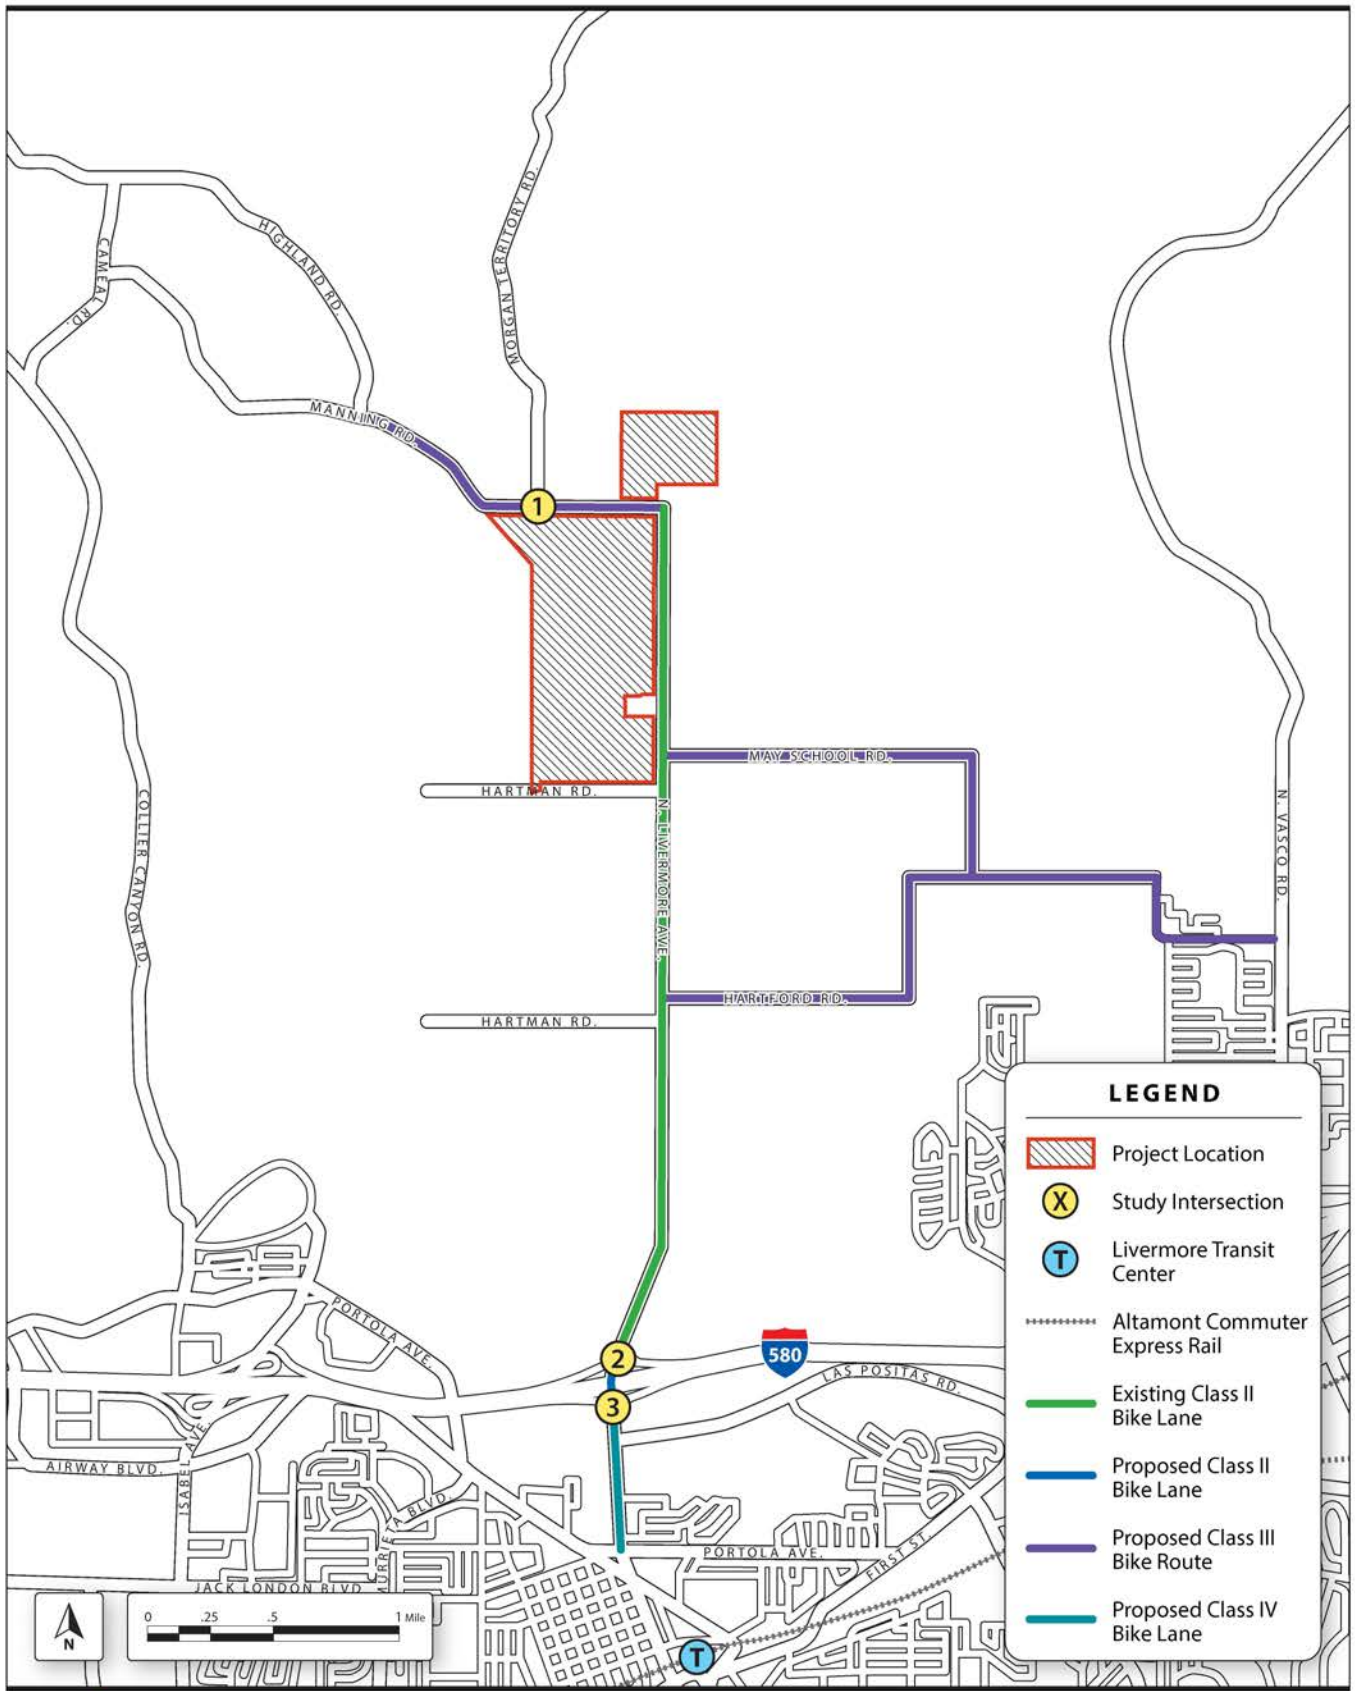 HIGHLAND RD.
MORGAN TERRITORY RD.
CAMEAL RD.
MANNING RD.
1
MAY SCHOOL RD.
HARTMAN RD.
N. LIVERMORE AVE.
COLLIER CANYON RD.
N. VASCO RD.
HARTFORD RD.
HARTMAN RD.
PORTOLA AVE.
2
580
3
LAS POSITAS RD.
AIRWAY BLVD.
ISABEL AVE.
MURRIETA BLVD.
PORTOLA AVE.
FIRST ST.
JACK LONDON BLVD
T
N
0 .25 .5 1 Mile
LEGEND
Project Location
X
Study Intersection
T
Livermore Transit
Center
Altamont Commuter
Express Rail
Existing Class II
Bike Lane
Proposed Class II
Bike Lane
Proposed Class III
Bike Route
Proposed Class IV
Bike Lane